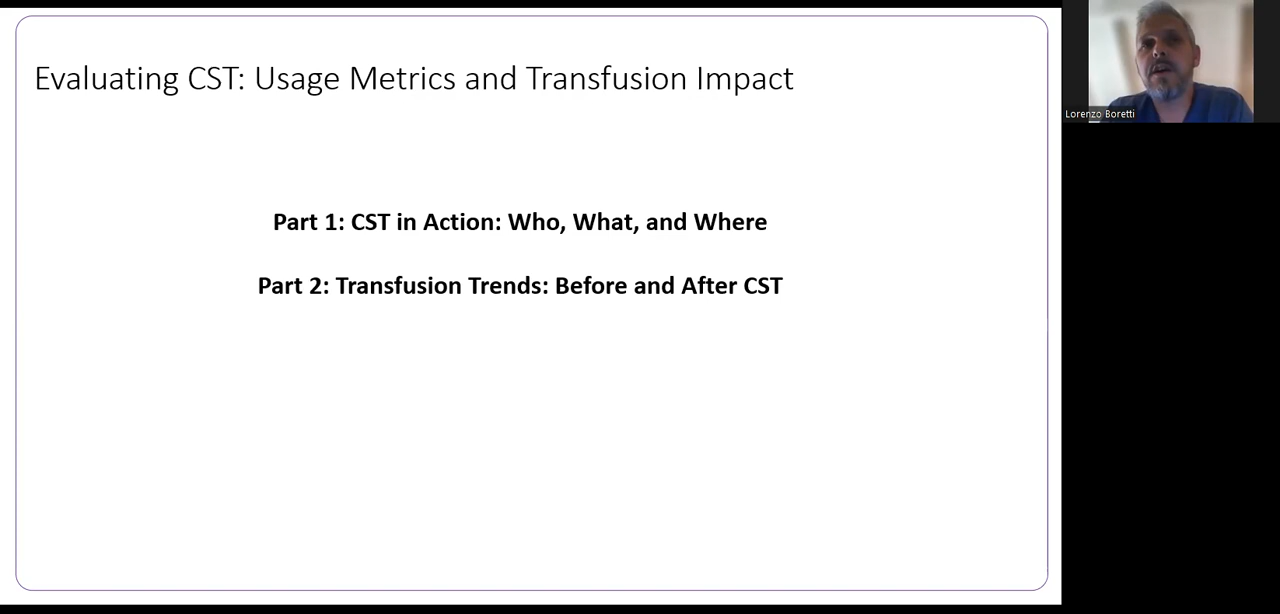 Evaluating CST: Usage Metrics and Transfusion Impact
Part 1: CST in Action: Who, What, and Where
Part 2: Transfusion Trends: Before and After CST
Lorenzo Boretti